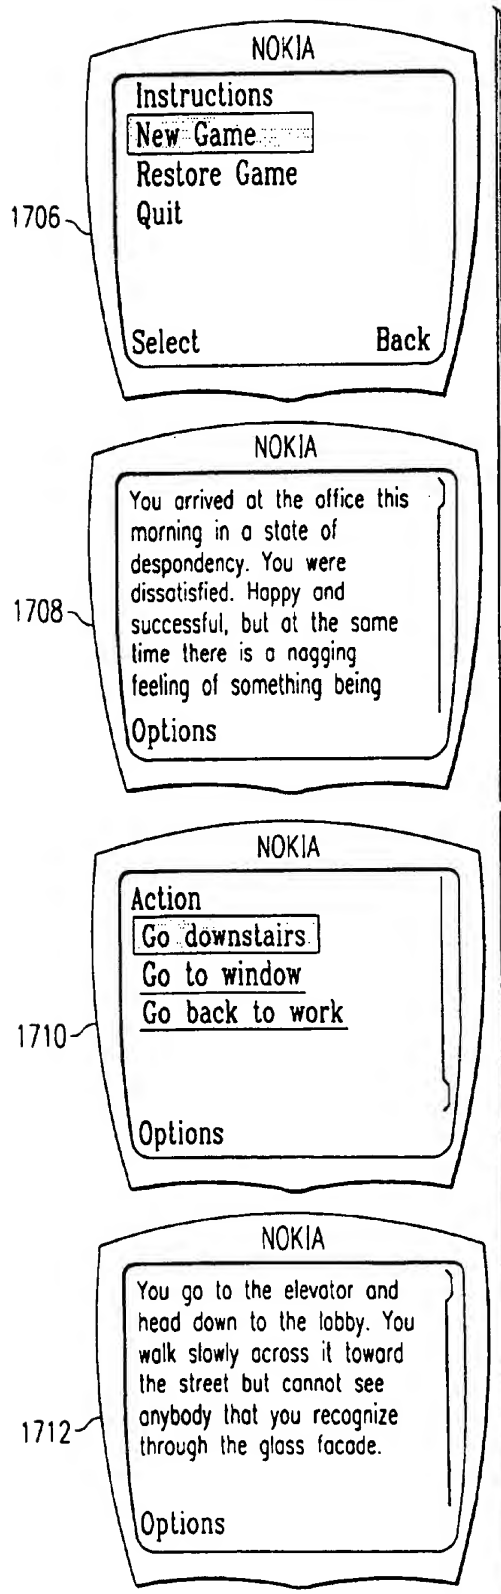 NOKIA
Instructions
New Game
Restore Game
Quit
1706
Select Back
NOKIA
You arrived at the office this
morning in a state of
despondency. You were
dissatisfied. Happy and
1708
successful, but at the same
time there is a nagging
feeling of something being
Options
NOKIA
Action
Go downstairs
Go to window
Go back to work
1710
Options
NOKIA
You go to the elevator and
head down to the lobby. You
walk slowly across it toward
the street but cannot see
anybody that you recognize
1712
through the glass facade.
Options